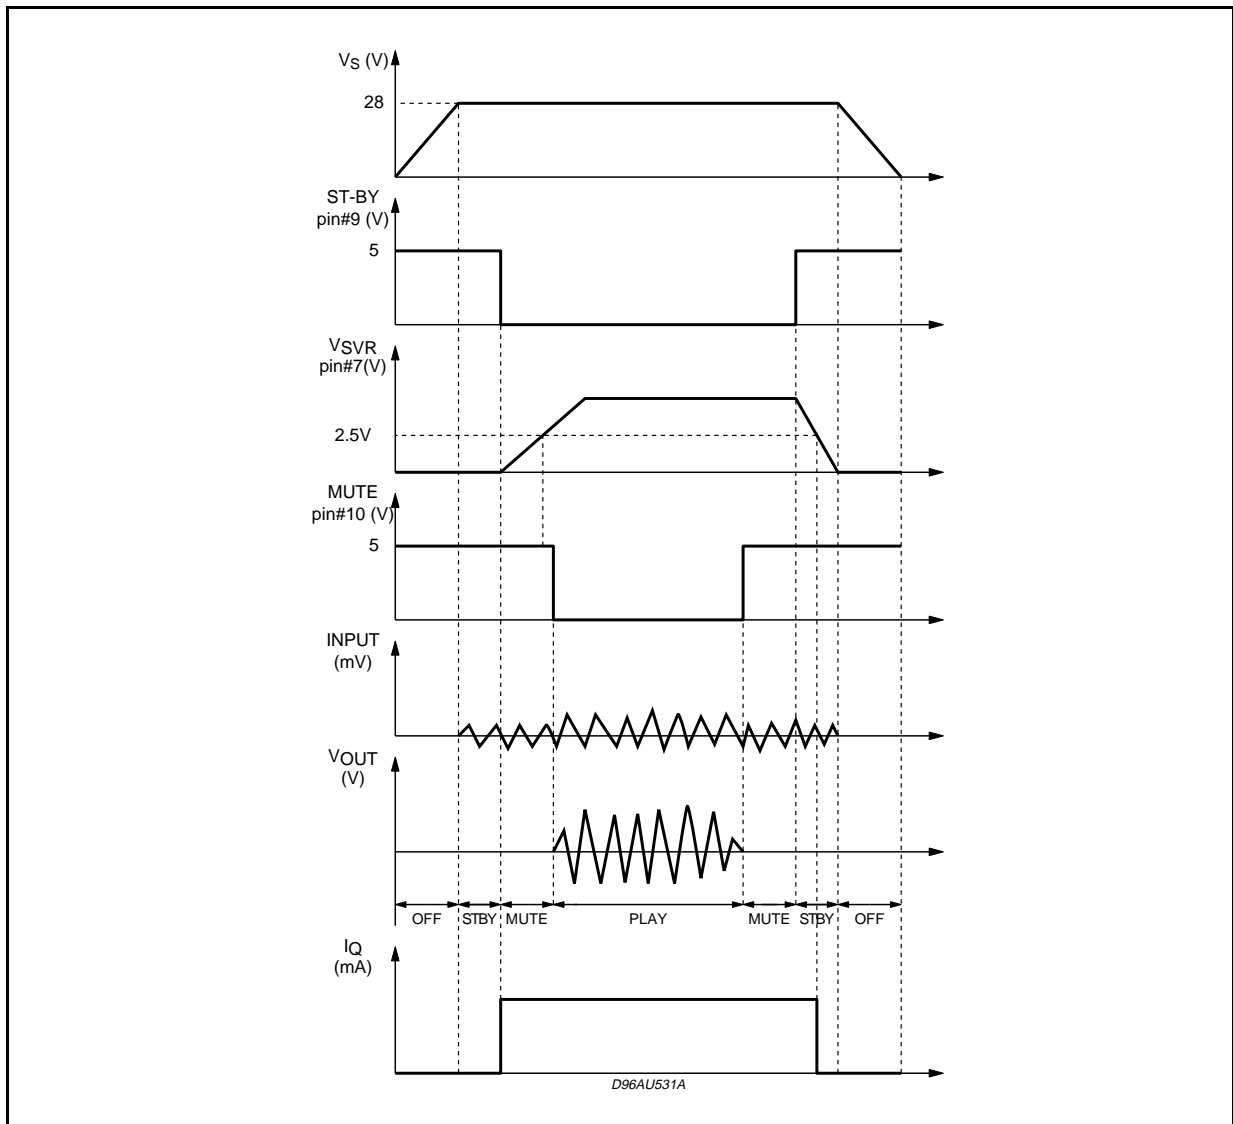 VS (V)
28
ST-BY
pin#9 (V)
5
VSVR
pin#7(V)
2.5V
MUTE
pin#10 (V)
5
INPUT
(mV)
VOUT
(V)
OFF STBY MUTE PLAY MUTE STBY OFF
IQ
(mA)
D96AU531A